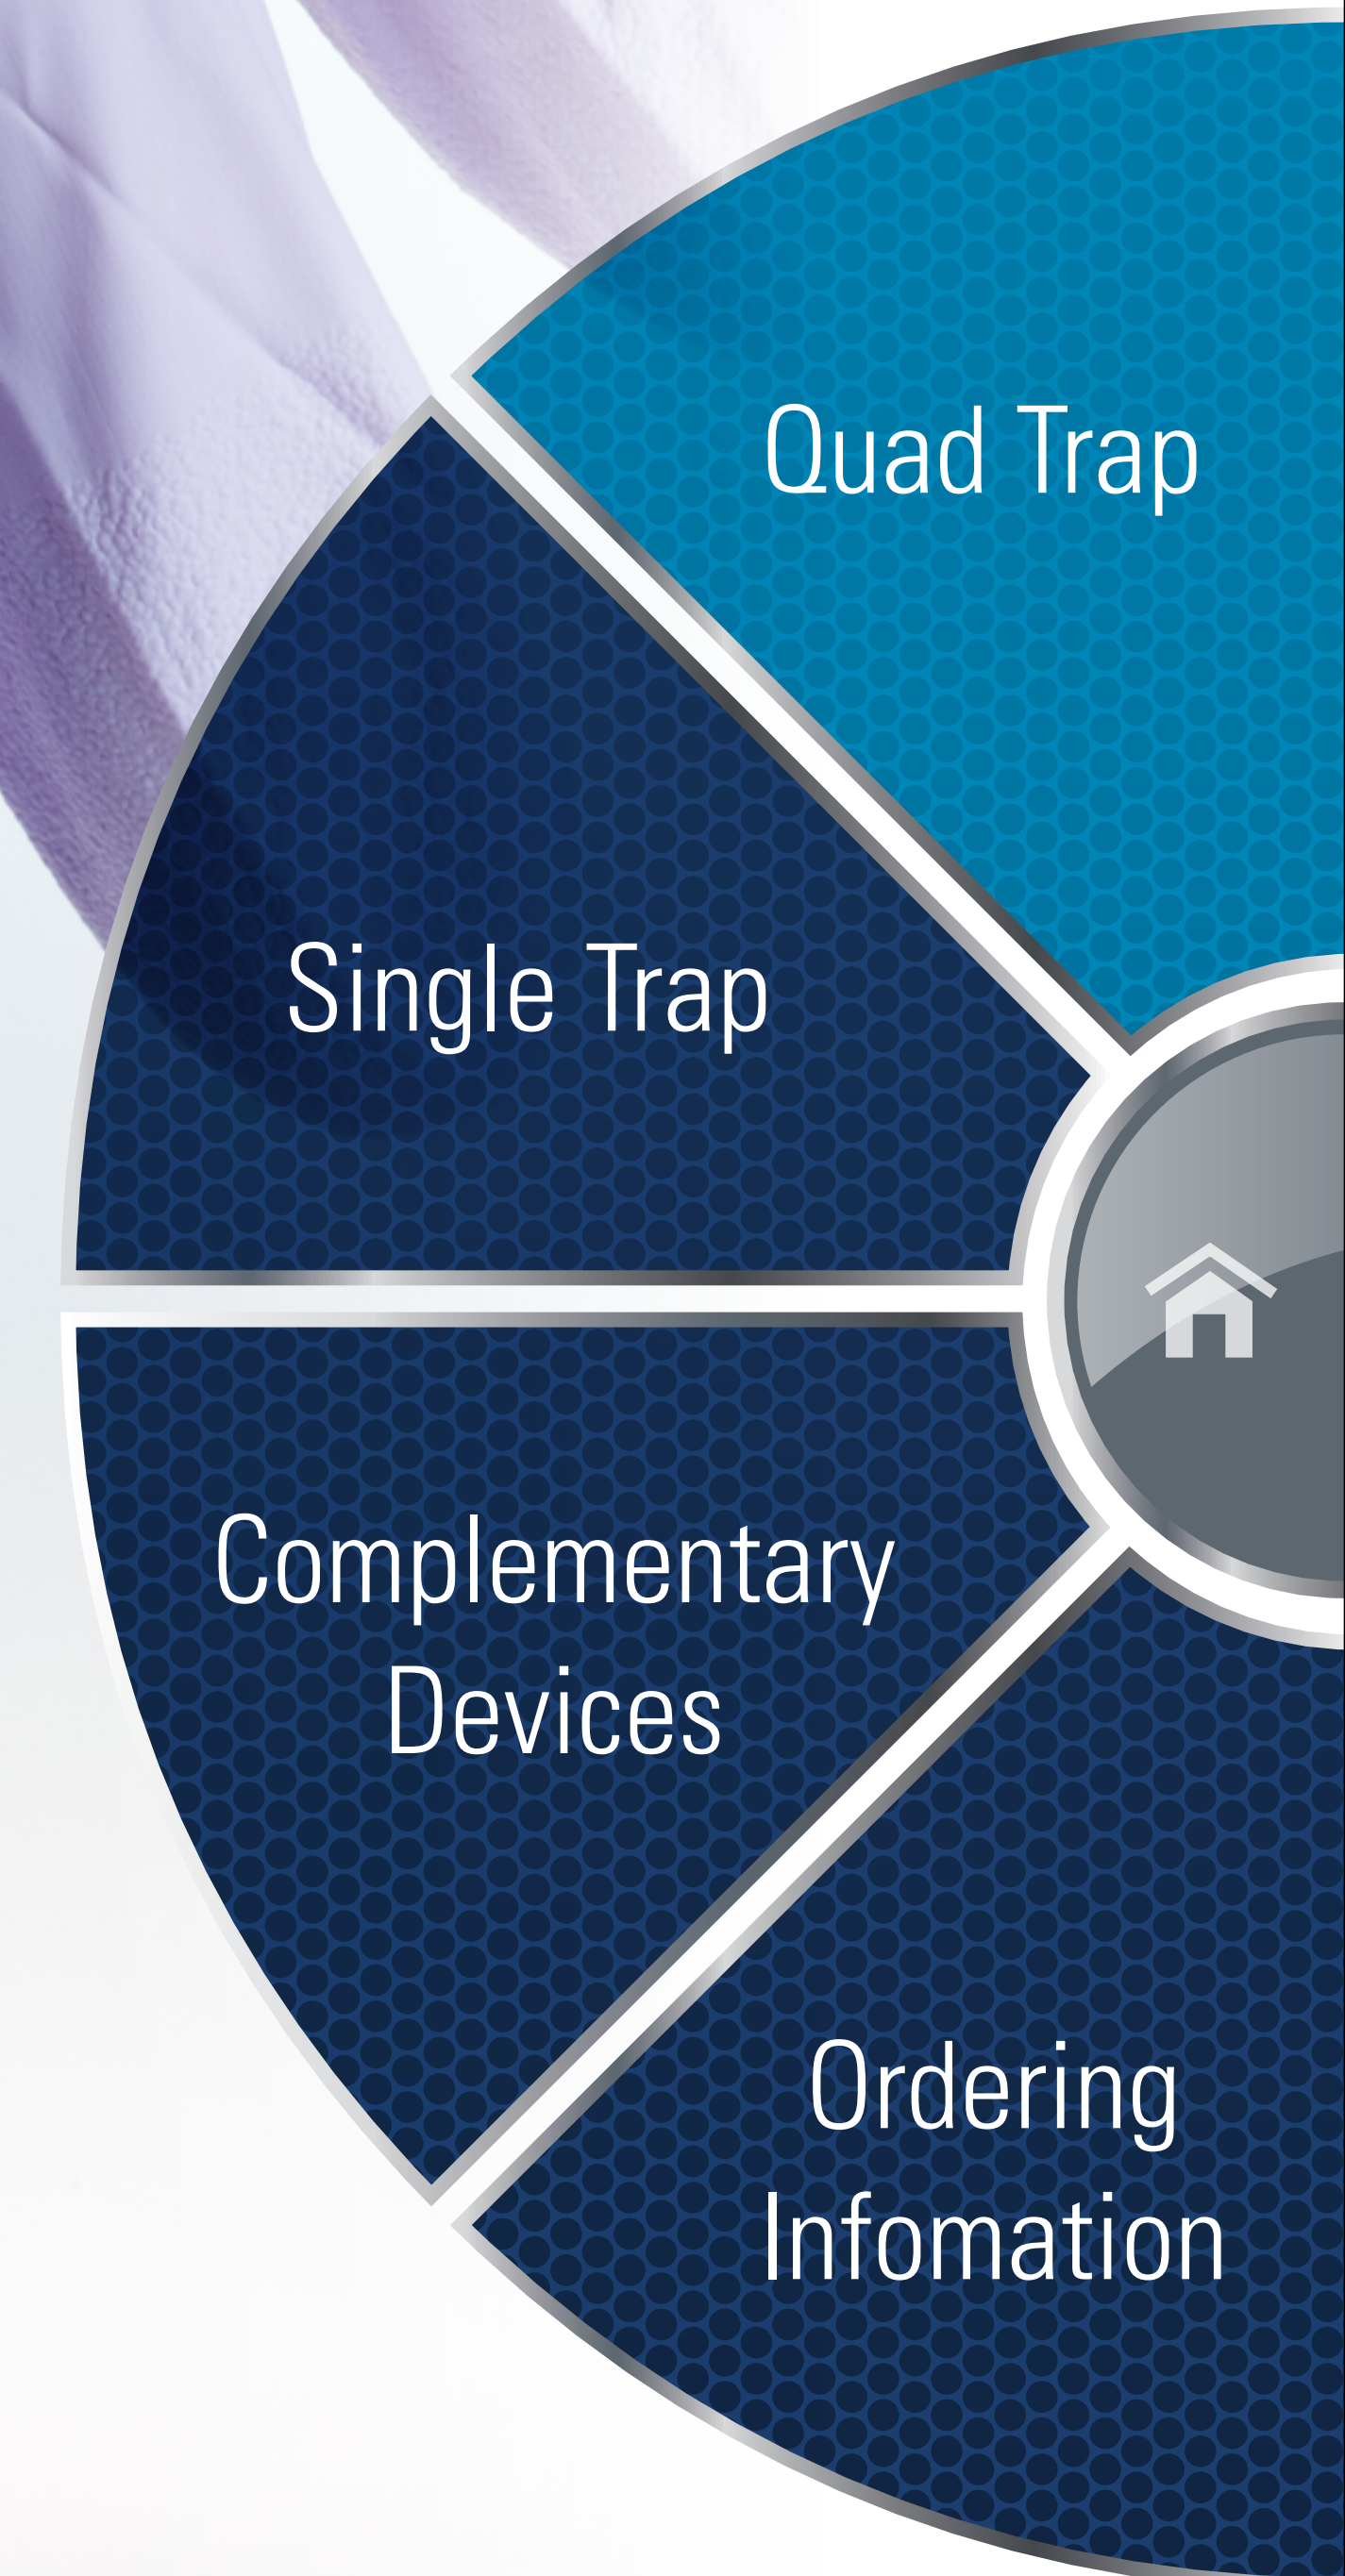 Quad Trap
Single Trap
Complementary
Devices
Ordering
Infomation